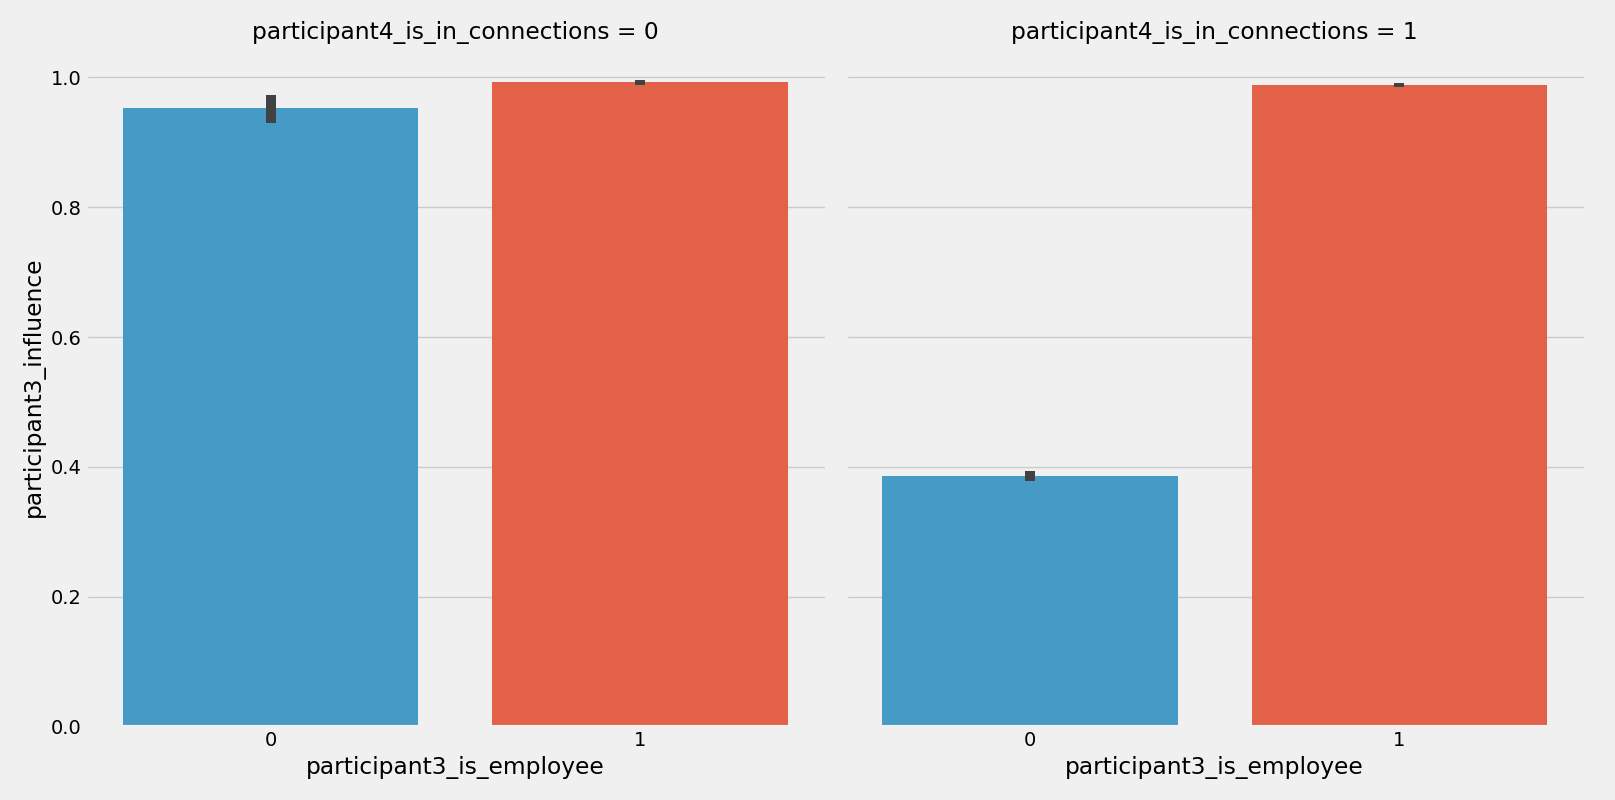 participant4_is_in_connections = 0
participant4_is_in_connections = 1
participant3_influence
1.0
0.8
0.6
0.4
0.2
0.0
0
1
0
1
participant3_is_employee
participant3_is_employee